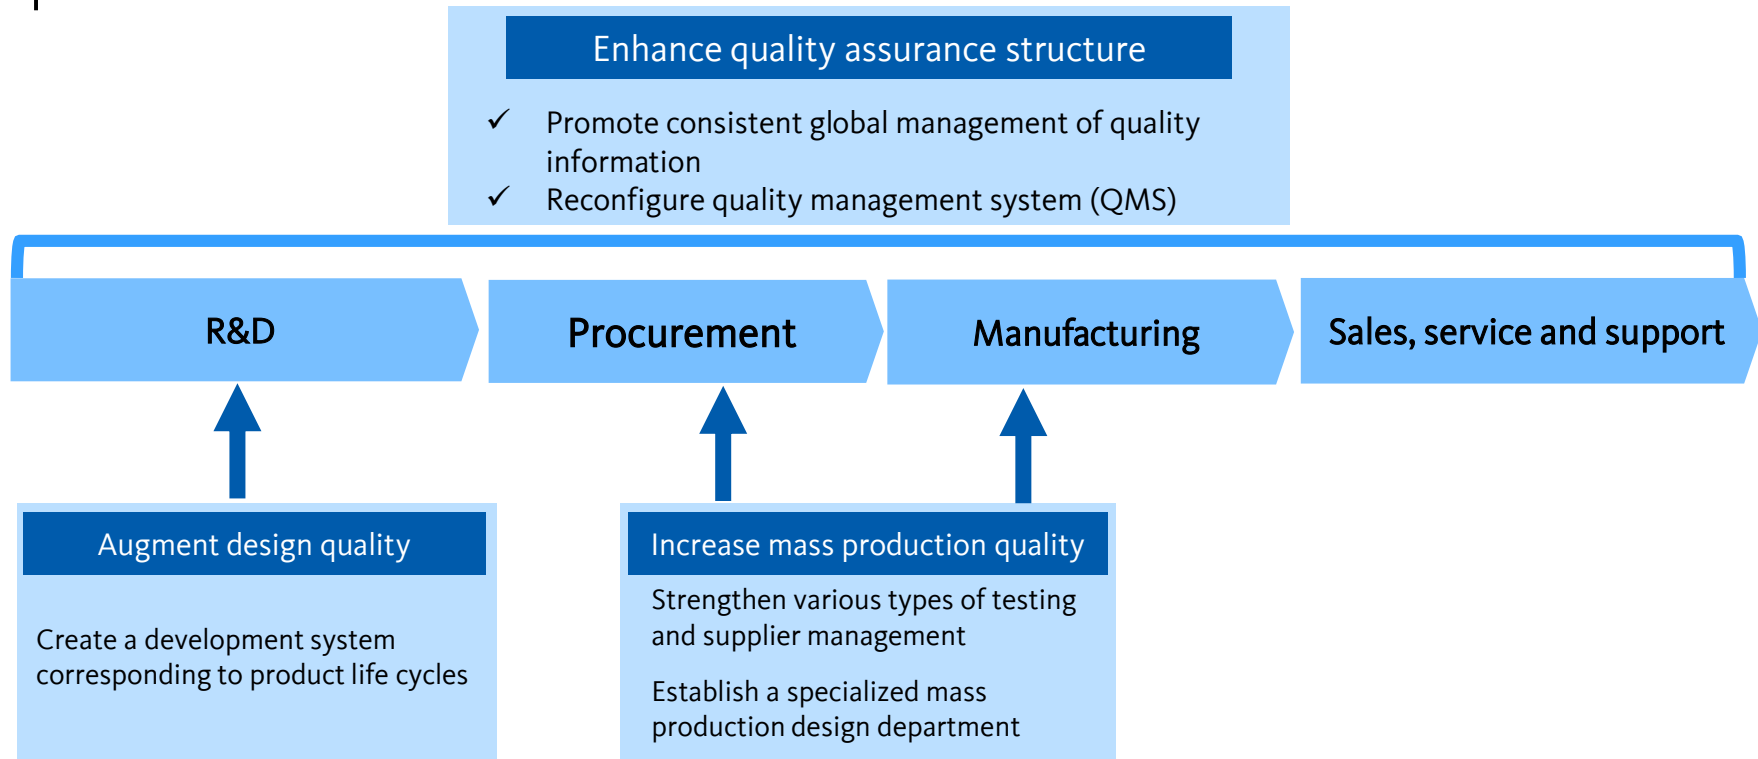 Enhance quality assurance structure
✓ Promote consistent global management of quality
information
✓ Reconfigure quality management system (QMS)
R&D
Procurement
Manufacturing
Sales, service and support
Augment design quality
Create a development system
corresponding to product life cycles
Increase mass production quality
Strengthen various types of testing
and supplier management
Establish a specialized mass
production design department